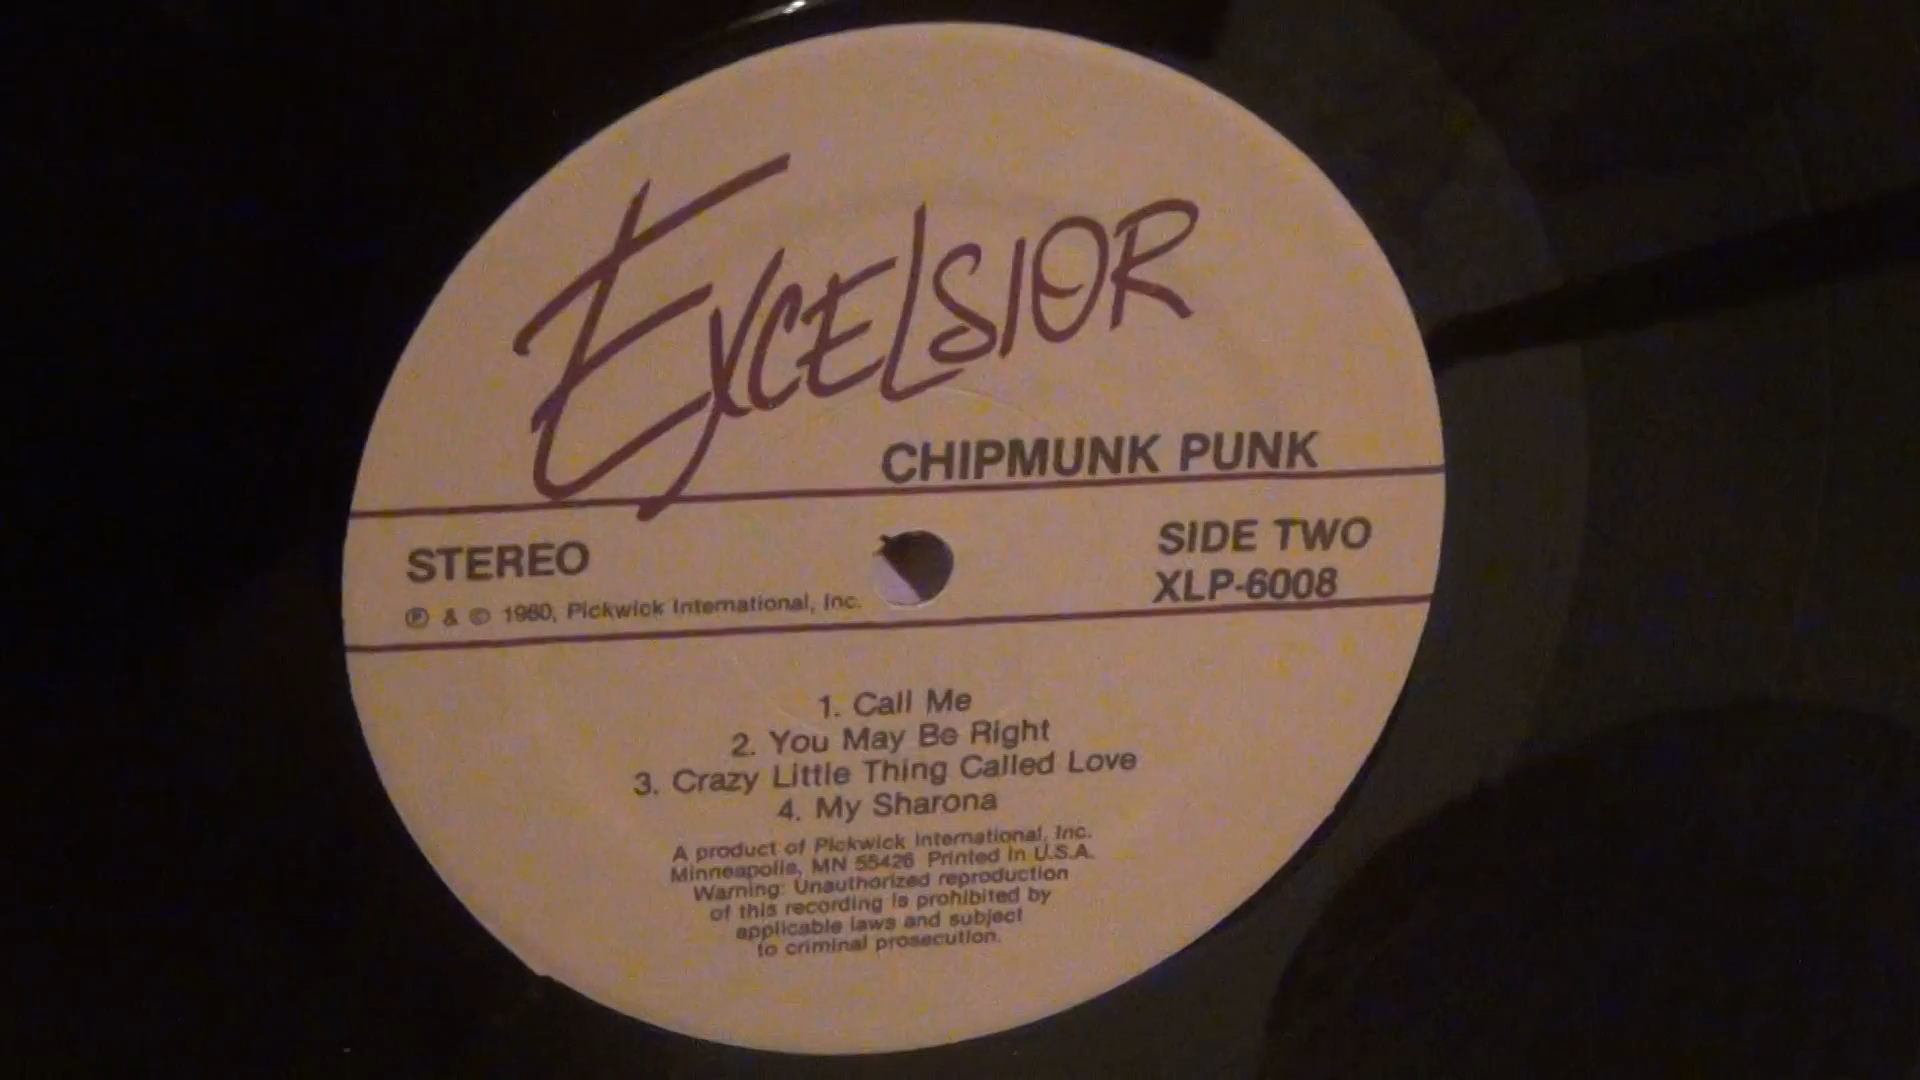 EXCELSIOR
CHIPMUNK PUNK
STEREO
SIDE TWO
XLP-6008
℗ & © 1980, Pickwick International, Inc.
1. Call Me
2. You May Be Right
3. Crazy Little Thing Called Love
4. My Sharona
A product of Pickwick International, Inc.
Minneapolis, MN 55426 Printed in U.S.A.
Warning: Unauthorized reproduction
of this recording is prohibited by
applicable laws and subject
to criminal prosecution.